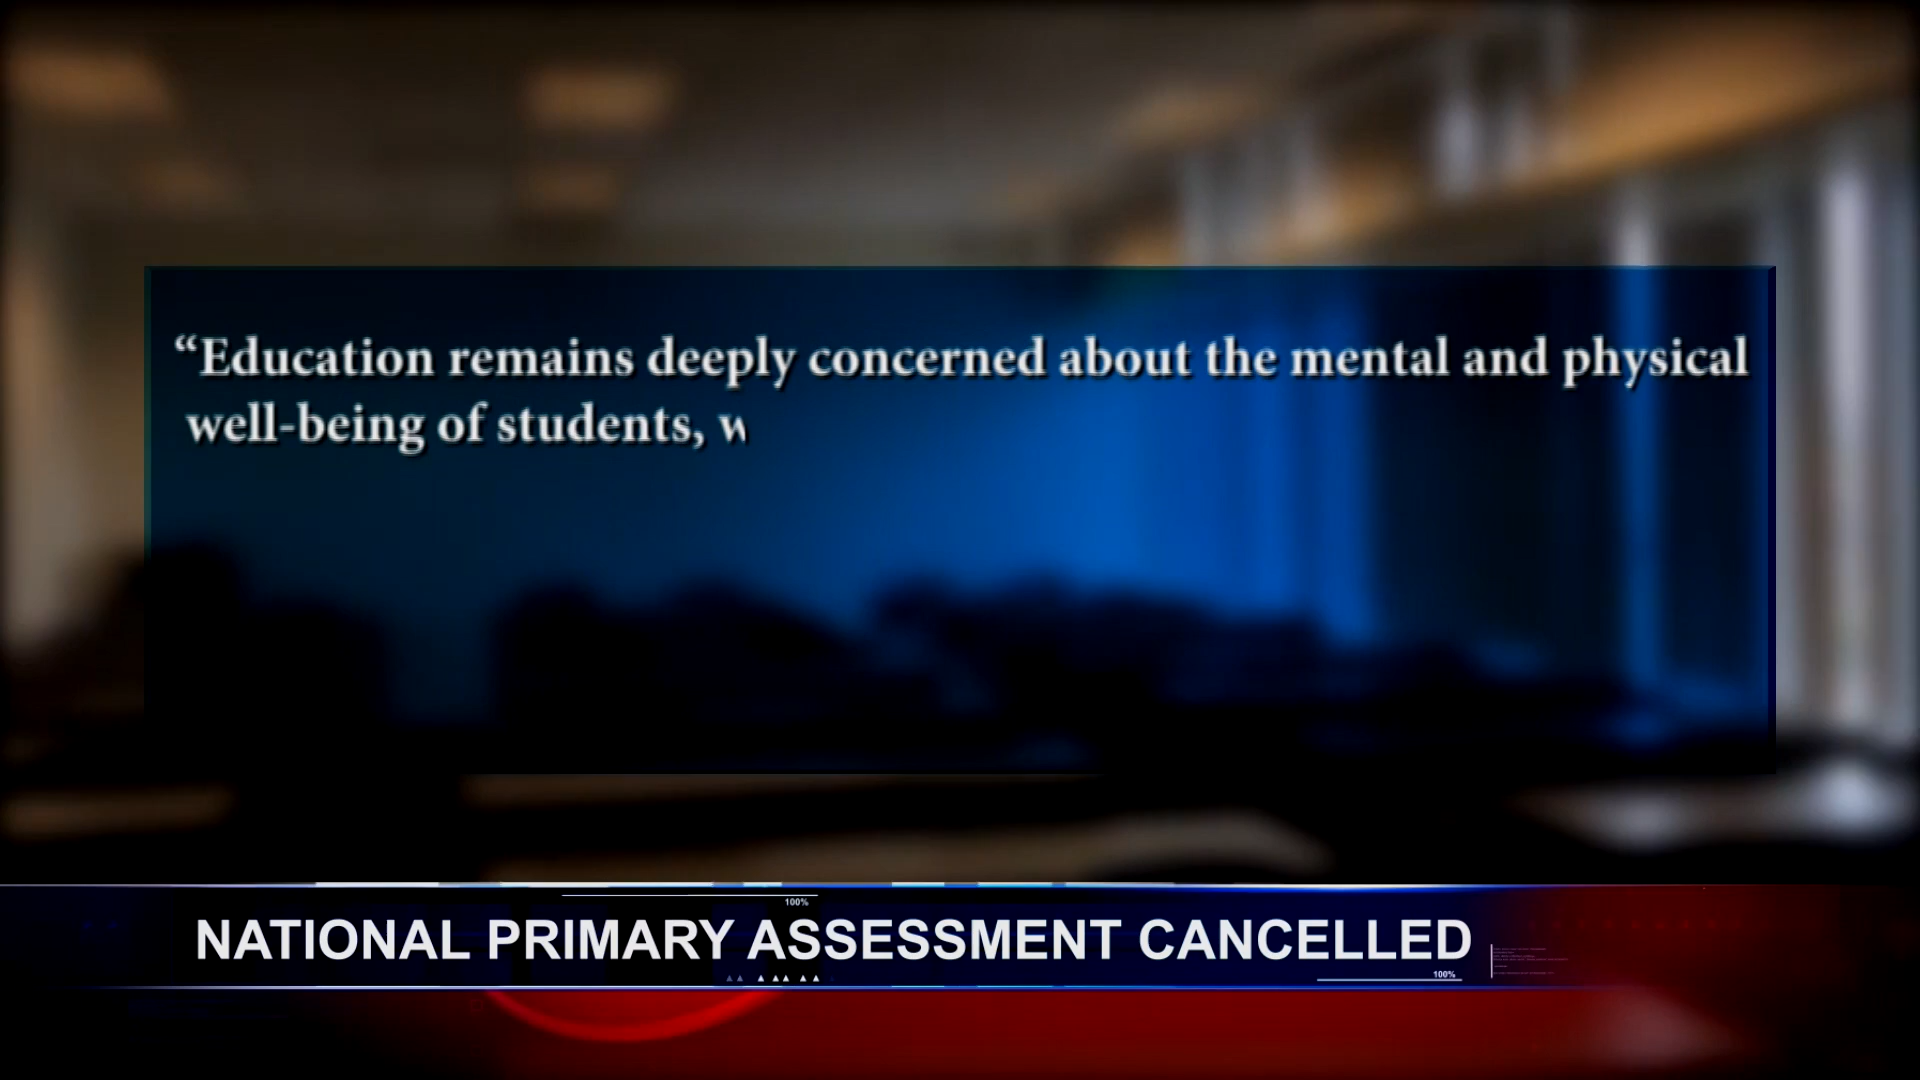 “Education remains deeply concerned about the mental and physical
well-being of students, w
100%
NATIONAL PRIMARY ASSESSMENT CANCELLED
100%